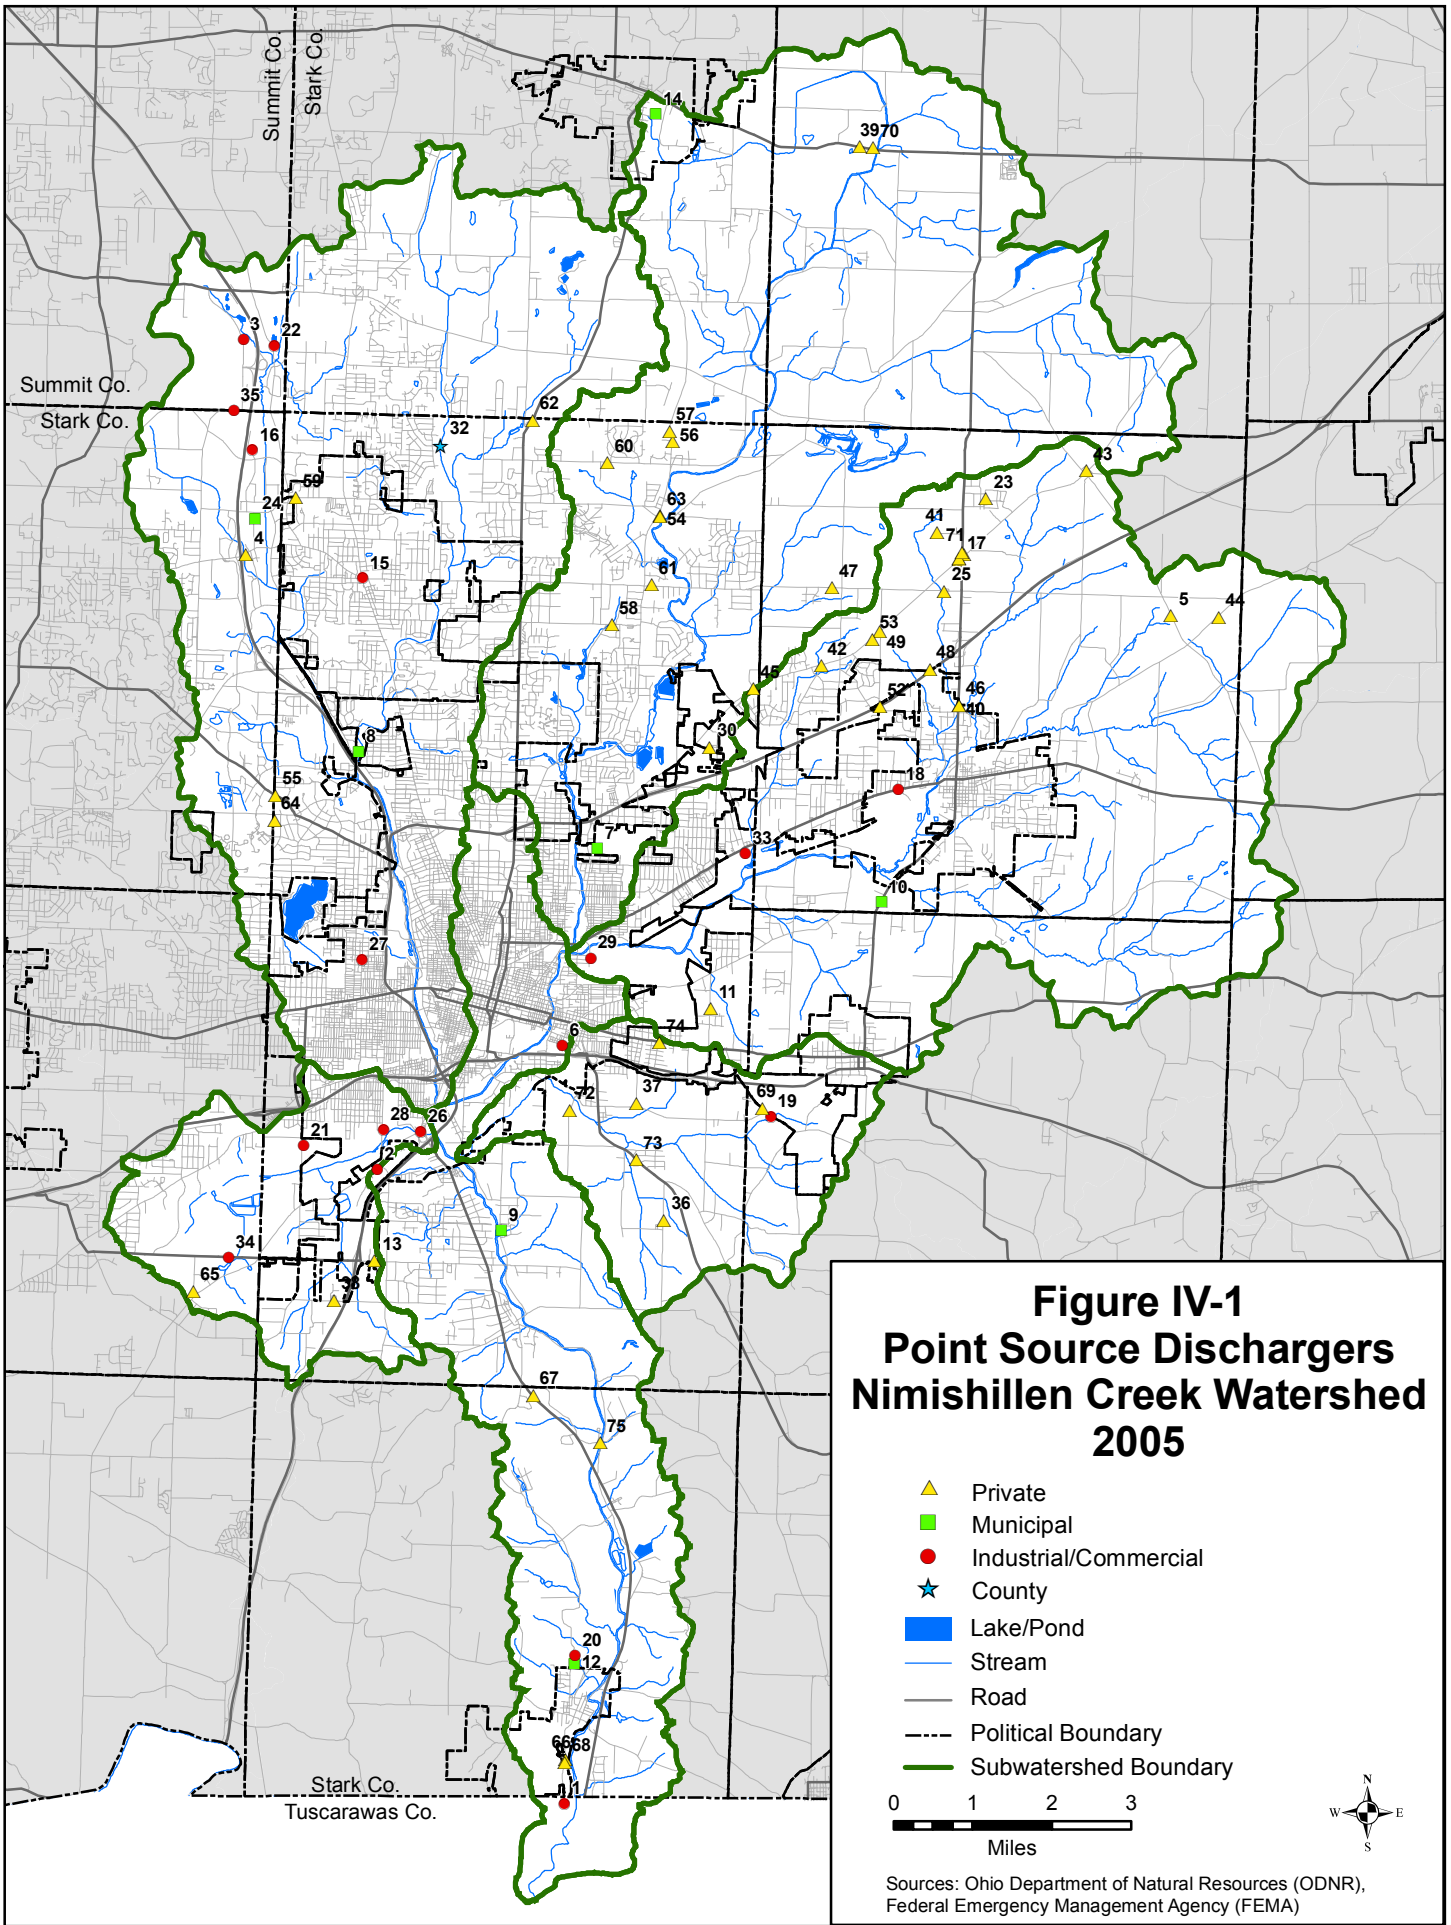 Summit Co.
Stark Co.
14
39
70
3
22
Summit Co.
Stark Co.
35
62
32
57
56
16
60
43
59
24
23
63
54
41
71
17
4
15
25
61
47
5
44
58
53
49
42
48
45
46
52
40
30
8
N
18
55
64
7
33
10
27
29
11
6
74
72
37
69
19
28
26
21
2
73
36
9
34
13
65
38
67
75
20
12
66
68
1
Stark Co.
Tuscarawas Co.
Figure IV-1
Point Source Dischargers
Nimishillen Creek Watershed
2005
Private
Municipal
Industrial/Commercial
County
Lake/Pond
Stream
Road
Political Boundary
Subwatershed Boundary
0 1 2 3
Miles
N
W E
S
Sources: Ohio Department of Natural Resources (ODNR),
Federal Emergency Management Agency (FEMA)